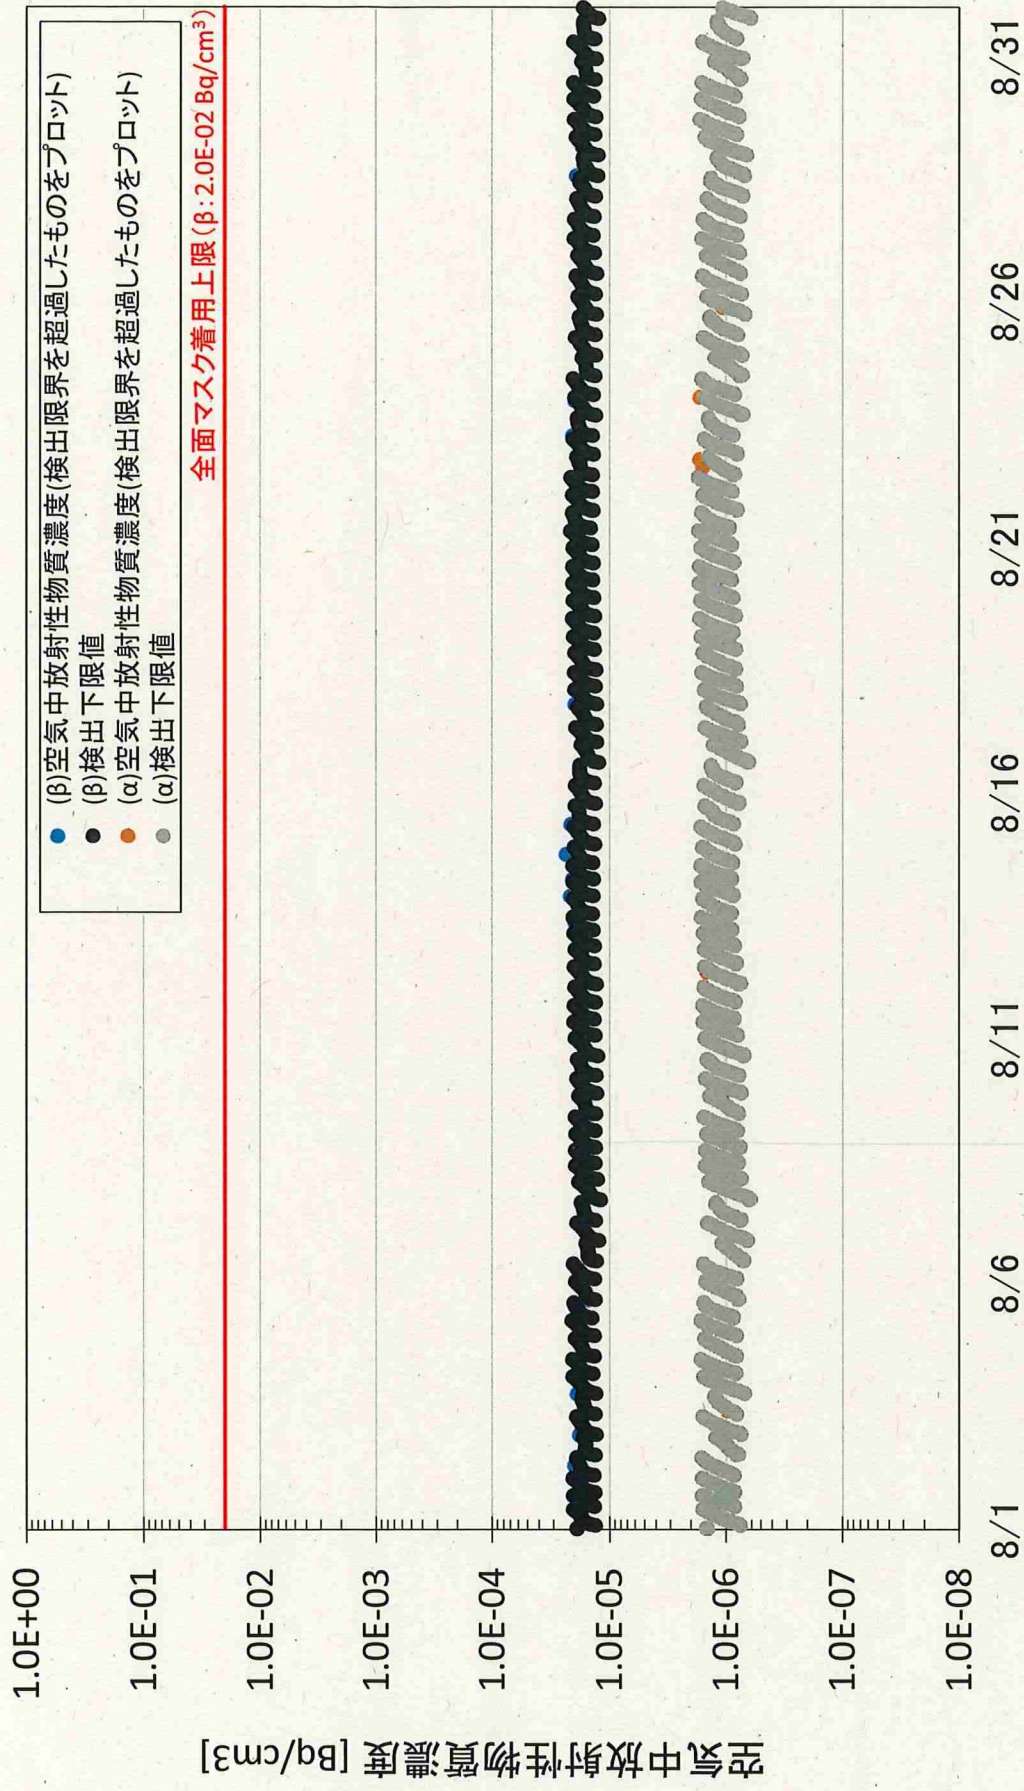 (β)空気中放射性物質濃度(検出限界を超過したものをプロット)
(β)検出下限値
(α)空気中放射性物質濃度(検出限界を超過したものをプロット)
(α)検出下限値
全面マスク着用上限(β:2.0E-02 Bq/cm³)
1.0E+00
1.0E-01
1.0E-02
1.0E-03
1.0E-04
1.0E-05
1.0E-06
1.0E-07
1.0E-08
空気中放射性物質濃度 [Bq/cm3]
8/1
8/6
8/11
8/16
8/21
8/26
8/31